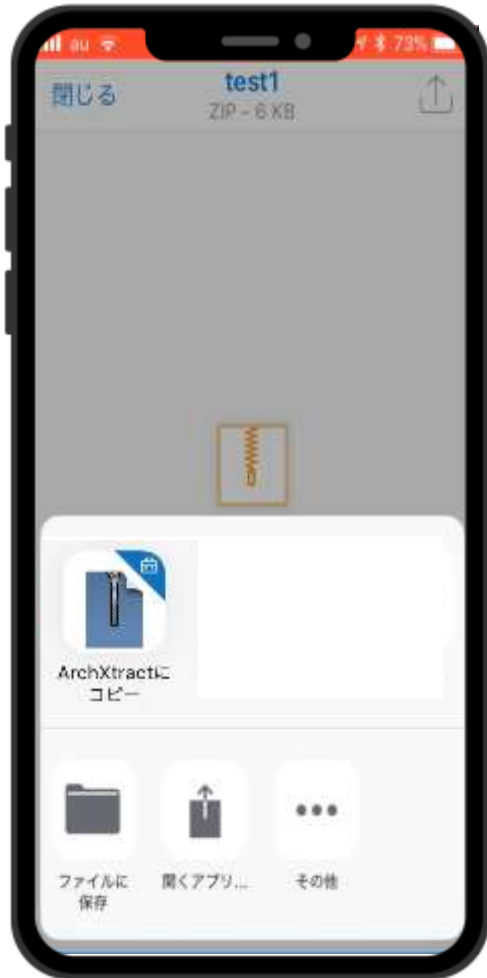 au 73%
閉じる
test1
ZIP - 6 KB
ArchXtractに
コピー
ファイルに
保存
開くアプリ...
その他